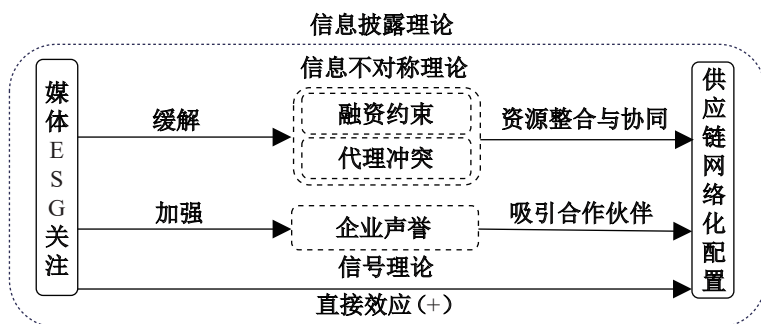 信息披露理论
媒体ESG关注
信息不对称理论
缓解
融资约束
代理冲突
资源整合与协同
加强
企业声誉
吸引合作伙伴
信号理论
直接效应(+)
供应链网络化配置